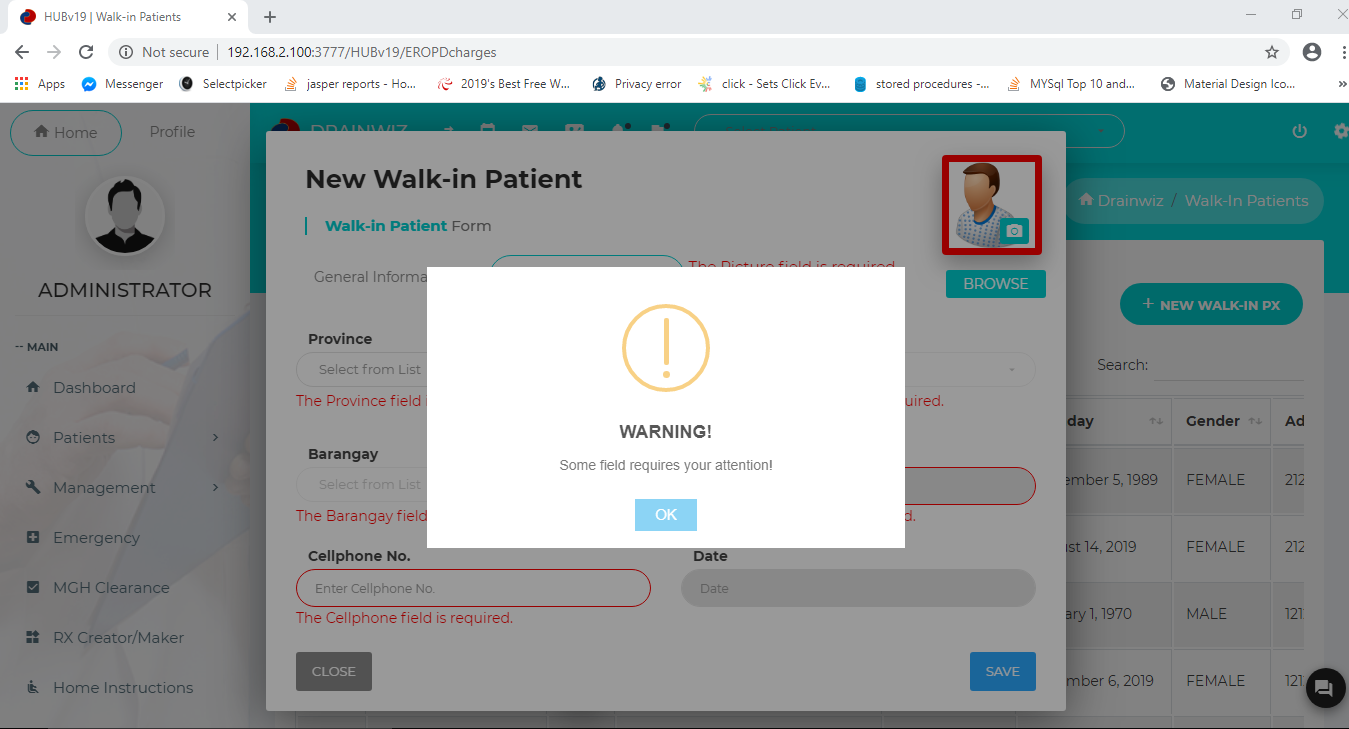 HUBv19 | Walk-in Patients
Not secure | 192.168.2.100:3777/HUBv19/EROPDcharges
Apps Messenger Selectpicker jasper reports - Ho... 2019's Best Free W... Privacy error click - Sets Click Ev... stored procedures -... MYSql Top 10 and... Material Design Ico... »
Home Profile
DRAINWIZ
ADMINISTRATOR
-- MAIN
Dashboard
Patients
Management
Emergency
MGH Clearance
RX Creator/Maker
Home Instructions
Drainwiz / Walk-In Patients
+ NEW WALK-IN PX
Search:
day Gender Ad
ember 5, 1989 FEMALE 212
st 14, 2019 FEMALE 212
ary 1, 1970 MALE 121
mber 6, 2019 FEMALE 121
New Walk-in Patient
Walk-in Patient Form
General Informa
The Picture field is required.
BROWSE
Province
Select from List
The Province field
uired.
Barangay
Select from List
The Barangay field
d.
Cellphone No.
Enter Cellphone No.
The Cellphone field is required.
Date
Date
CLOSE
SAVE
WARNING!
Some field requires your attention!
OK